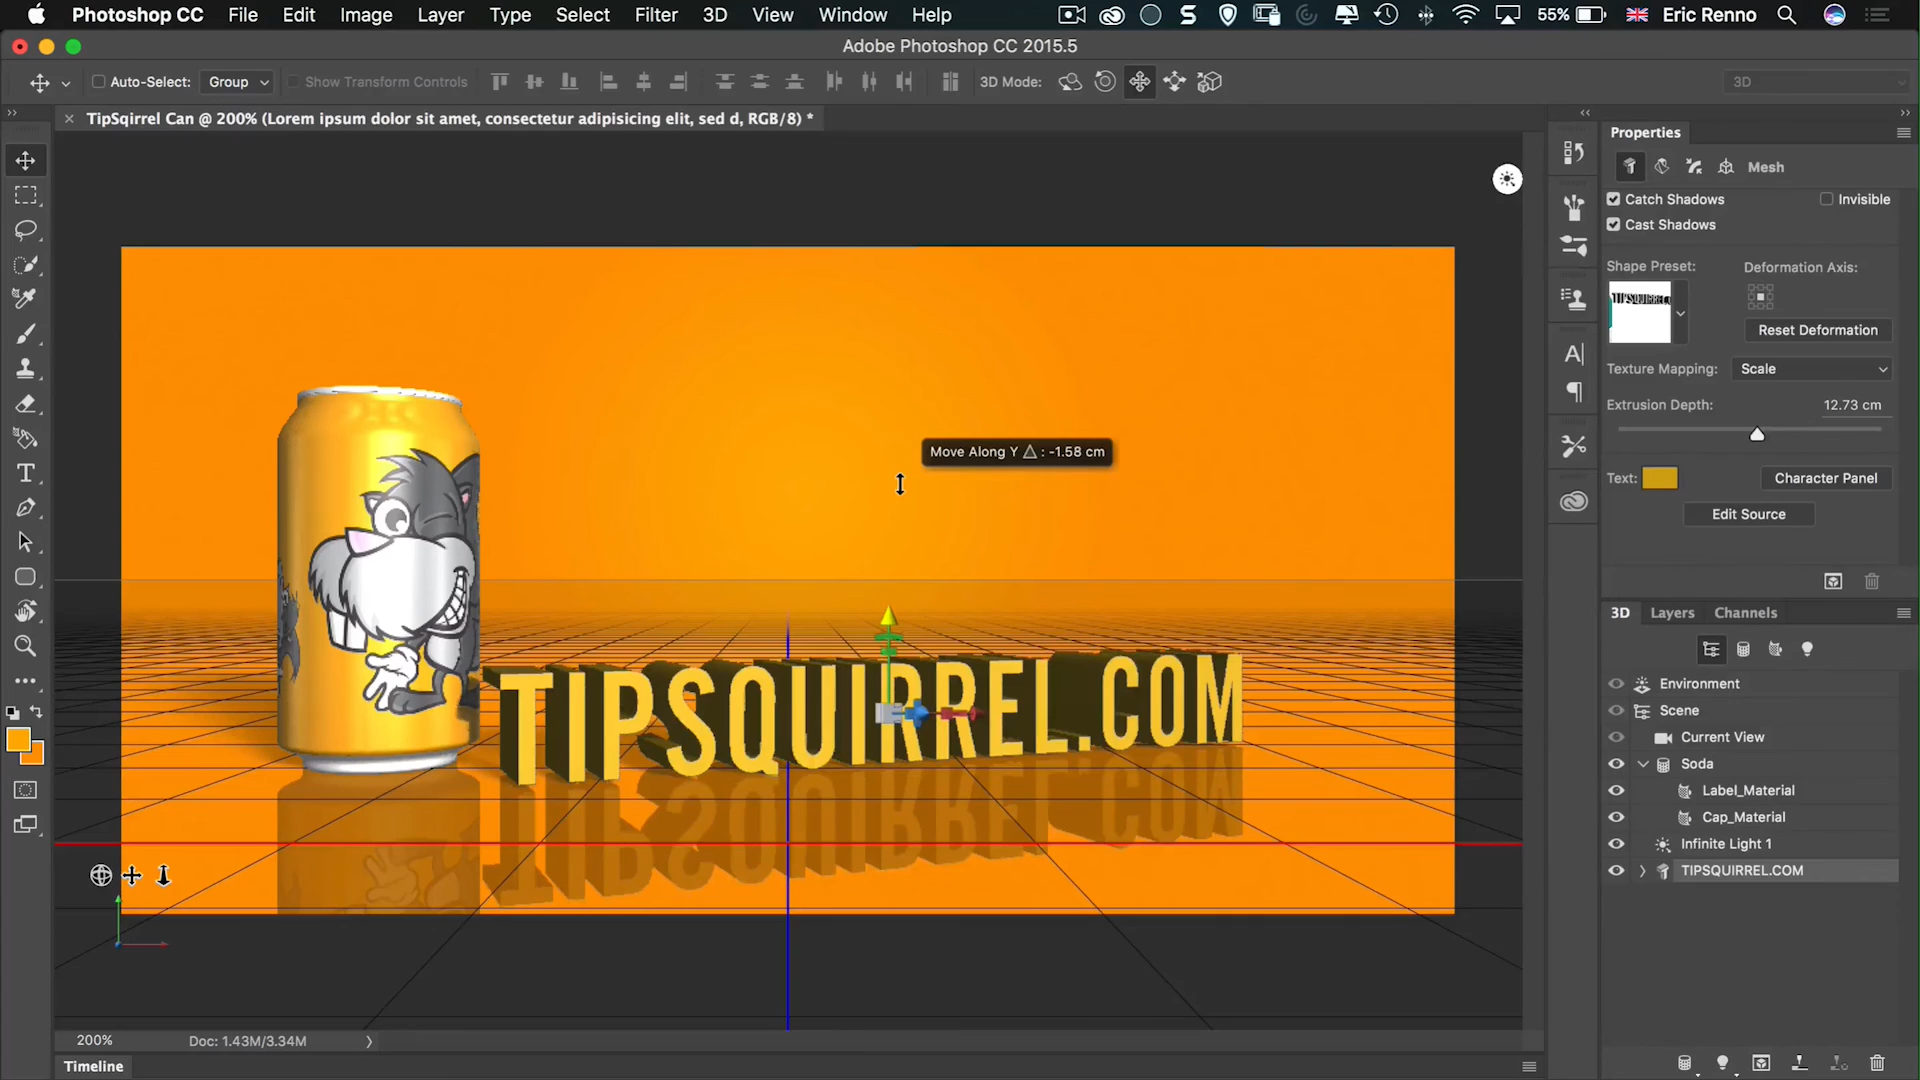 Photoshop CC File Edit Image Layer Type Select Filter 3D View Window Help 55% Eric Renno
Adobe Photoshop CC 2015.5
Auto-Select: Group Show Transform Controls 3D Mode: 3D
TipSqirrel Can @ 200% (Lorem ipsum dolor sit amet, consectetur adipisicing elit, sed d, RGB/8) *
Properties
Mesh
Catch Shadows Invisible
Cast Shadows
Shape Preset: Deformation Axis:
TIPSQUIRREL
Reset Deformation
Texture Mapping: Scale
Extrusion Depth: 12.73 cm
Text: Character Panel
Edit Source
Move Along Y △ : -1.58 cm
TIPSQUIRREL.COM
3D Layers Channels
Environment
Scene
Current View
Soda
Label_Material
Cap_Material
Infinite Light 1
TIPSQUIRREL.COM
200% Doc: 1.43M/3.34M
Timeline